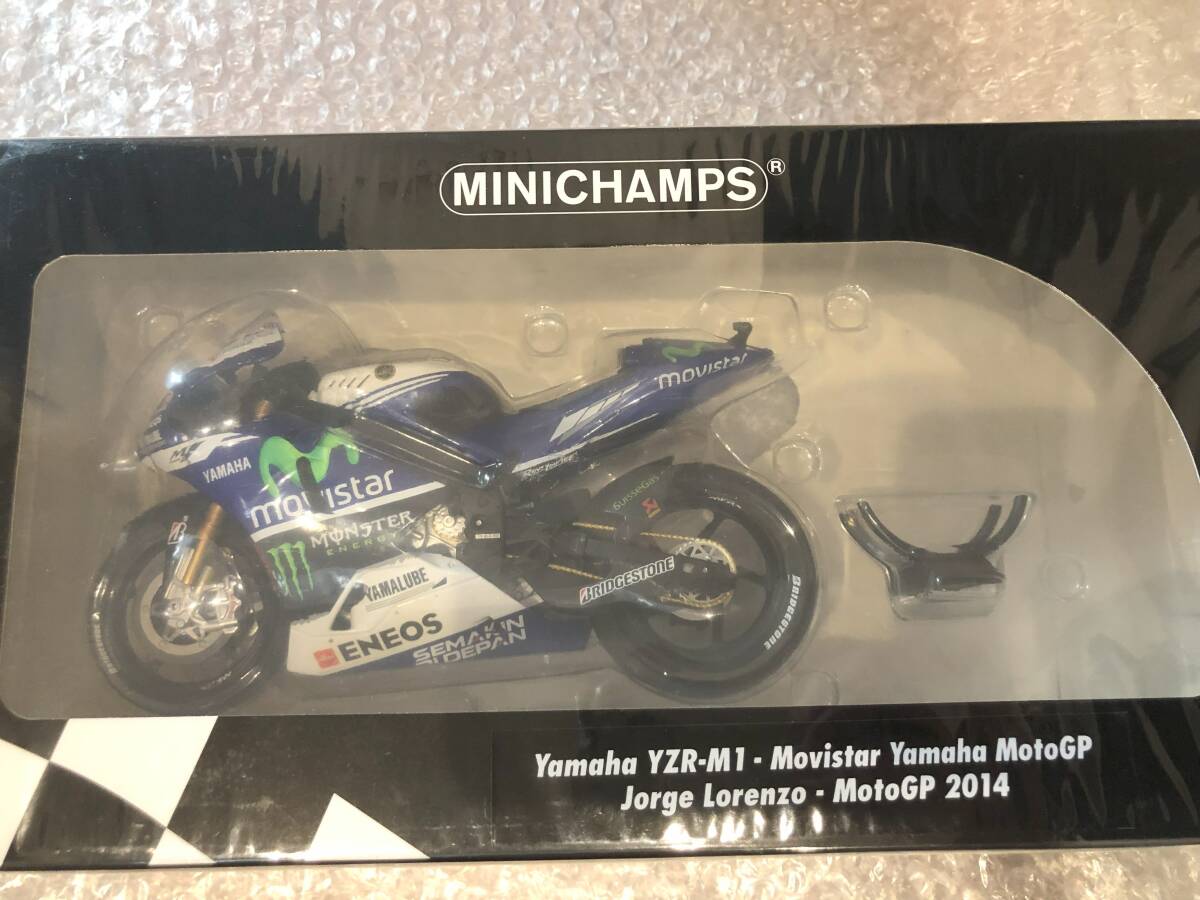 MINICHAMPS®
movistar
YAMAHA
movistar
MONSTER
ENERGY
YAMALUBE
ENEOS
SEMAKIN
DI DEPAN
BRIDGESTONE
BRIDGESTONE
Yamaha YZR-M1 - Movistar Yamaha MotoGP
Jorge Lorenzo - MotoGP 2014